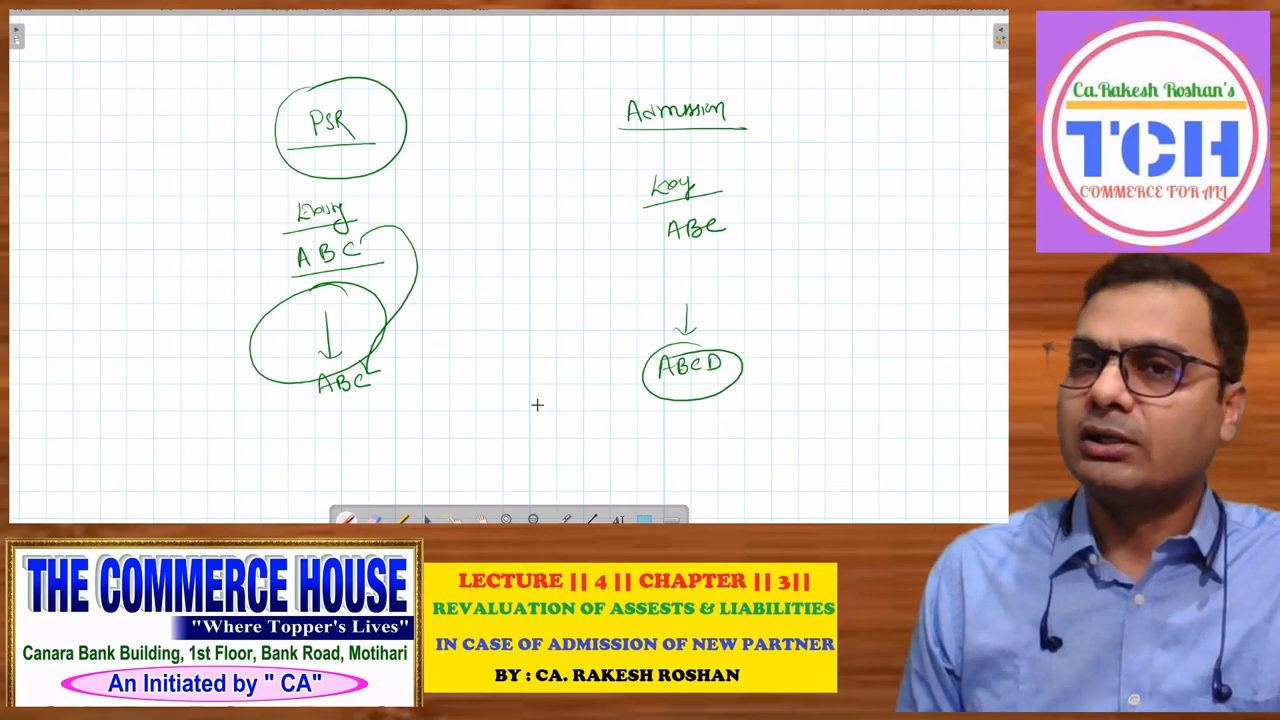 PSR
ABC
ABC
Admission
ABC
ABCD
Ca.Rakesh Roshan's
TCH
COMMERCE FOR ALL
THE COMMERCE HOUSE
"Where Topper's Lives"
Canara Bank Building, 1st Floor, Bank Road, Motihari
An Initiated by " CA"
LECTURE || 4 || CHAPTER || 3||
REVALUATION OF ASSESTS & LIABILITIES
IN CASE OF ADMISSION OF NEW PARTNER
BY : CA. RAKESH ROSHAN